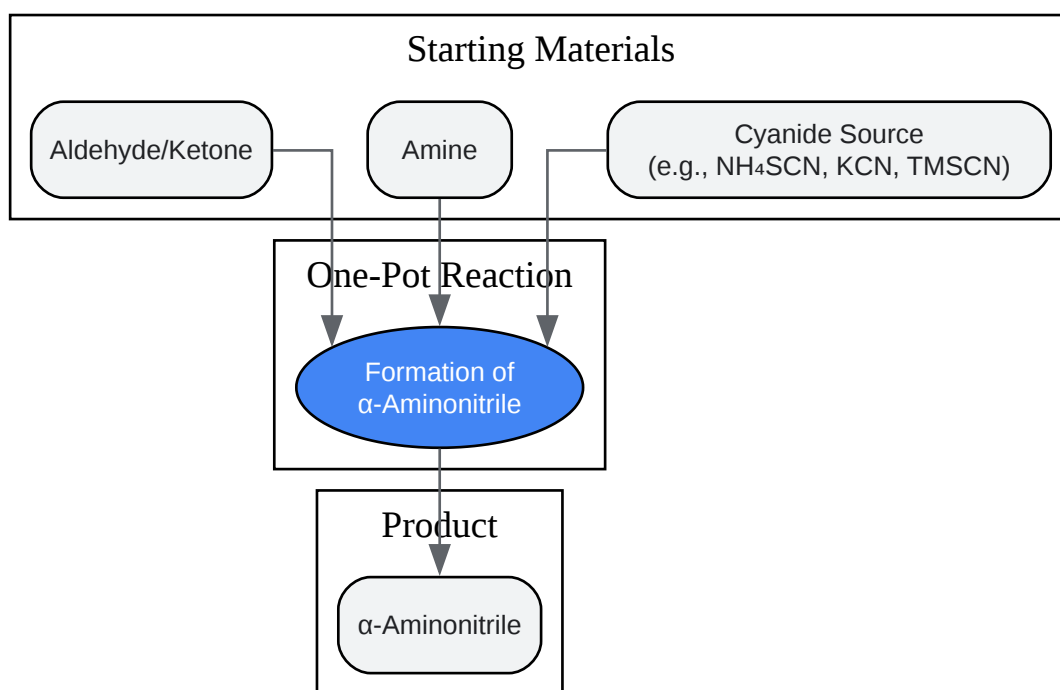 Starting Materials
Aldehyde/Ketone
Amine
Cyanide Source
(e.g., NH₄SCN, KCN, TMSCN)
One-Pot Reaction
Formation of
α-Aminonitrile
Product
α-Aminonitrile